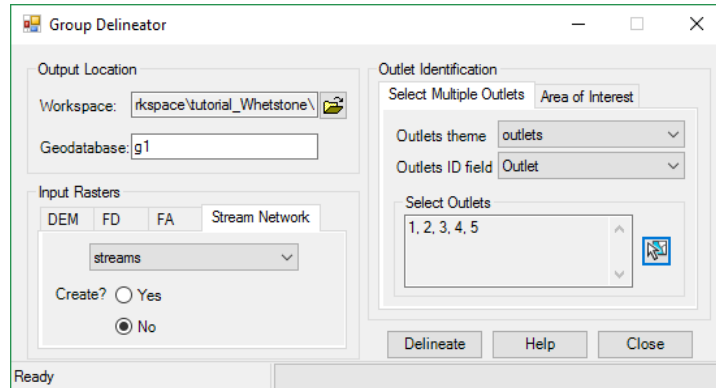 Group Delineator
Output Location
Workspace: rkspace\tutorial_Whetstone\
Geodatabase: g1
Input Rasters
DEM FD FA Stream Network
streams
Create? Yes
No
Outlet Identification
Select Multiple Outlets Area of Interest
Outlets theme outlets
Outlets ID field Outlet
Select Outlets
1, 2, 3, 4, 5
Delineate Help Close
Ready